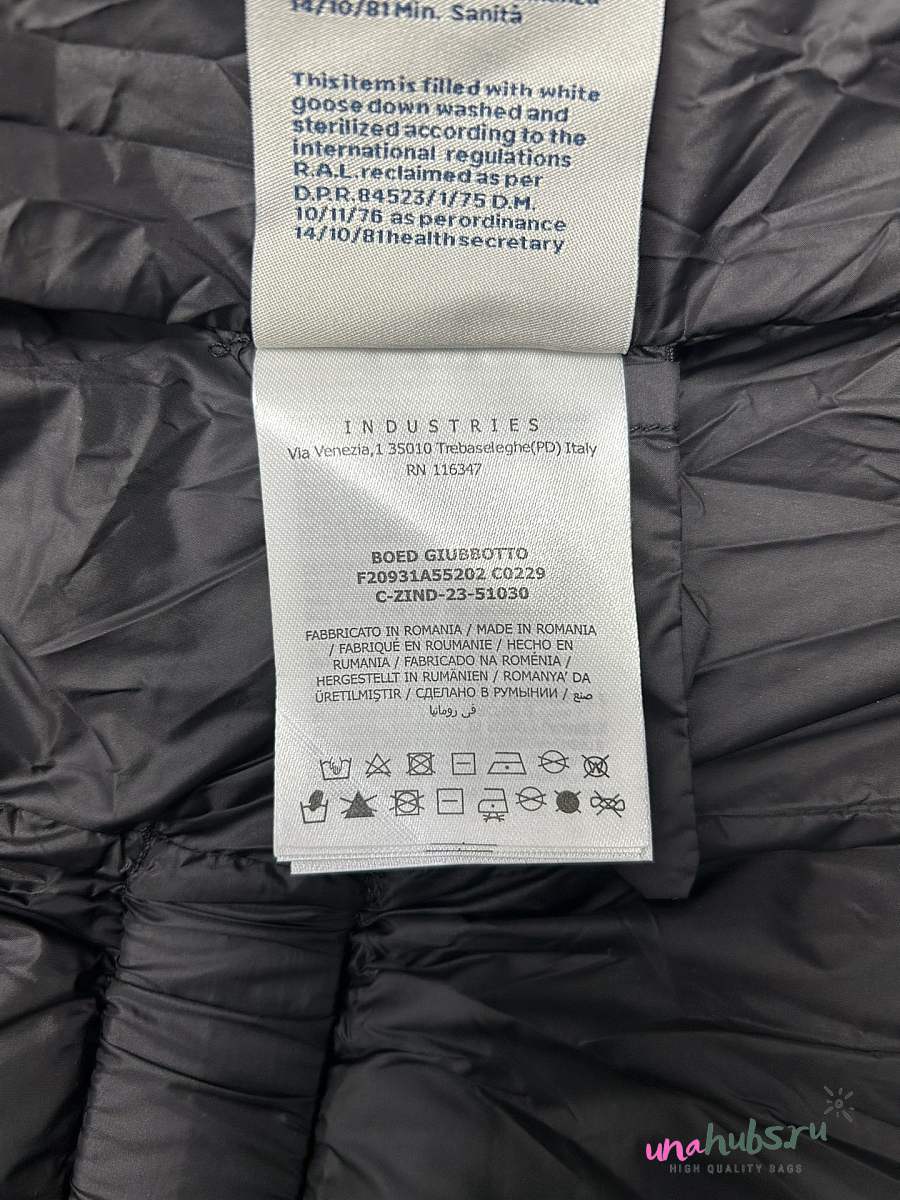 14/10/81 Min. Sanità
This item is filled with white
goose down washed and
sterilized according to the
international regulations
R.A.L. reclaimed as per
D.P.R. 84523/1/75 D.M.
10/11/76 as per ordinance
14/10/81 health secretary
INDUSTRIES
Via Venezia,1 35010 Trebaseleghe(PD) Italy
RN 116347
BOED GIUBBOTTO
F20931A55202 C0229
C-ZIND-23-51030
FABBRICATO IN ROMANIA / MADE IN ROMANIA
/ FABRIQUÉ EN ROUMANIE / HECHO EN
RUMANIA / FABRICADO NA ROMÉNIA /
HERGESTELLT IN RUMÄNIEN / ROMANYA' DA
ÜRETILMIŞTIR / СДЕЛАНО В РУМЫНИИ / صنع
في رومانيا
unahubs.ru
HIGH QUALITY BAGS